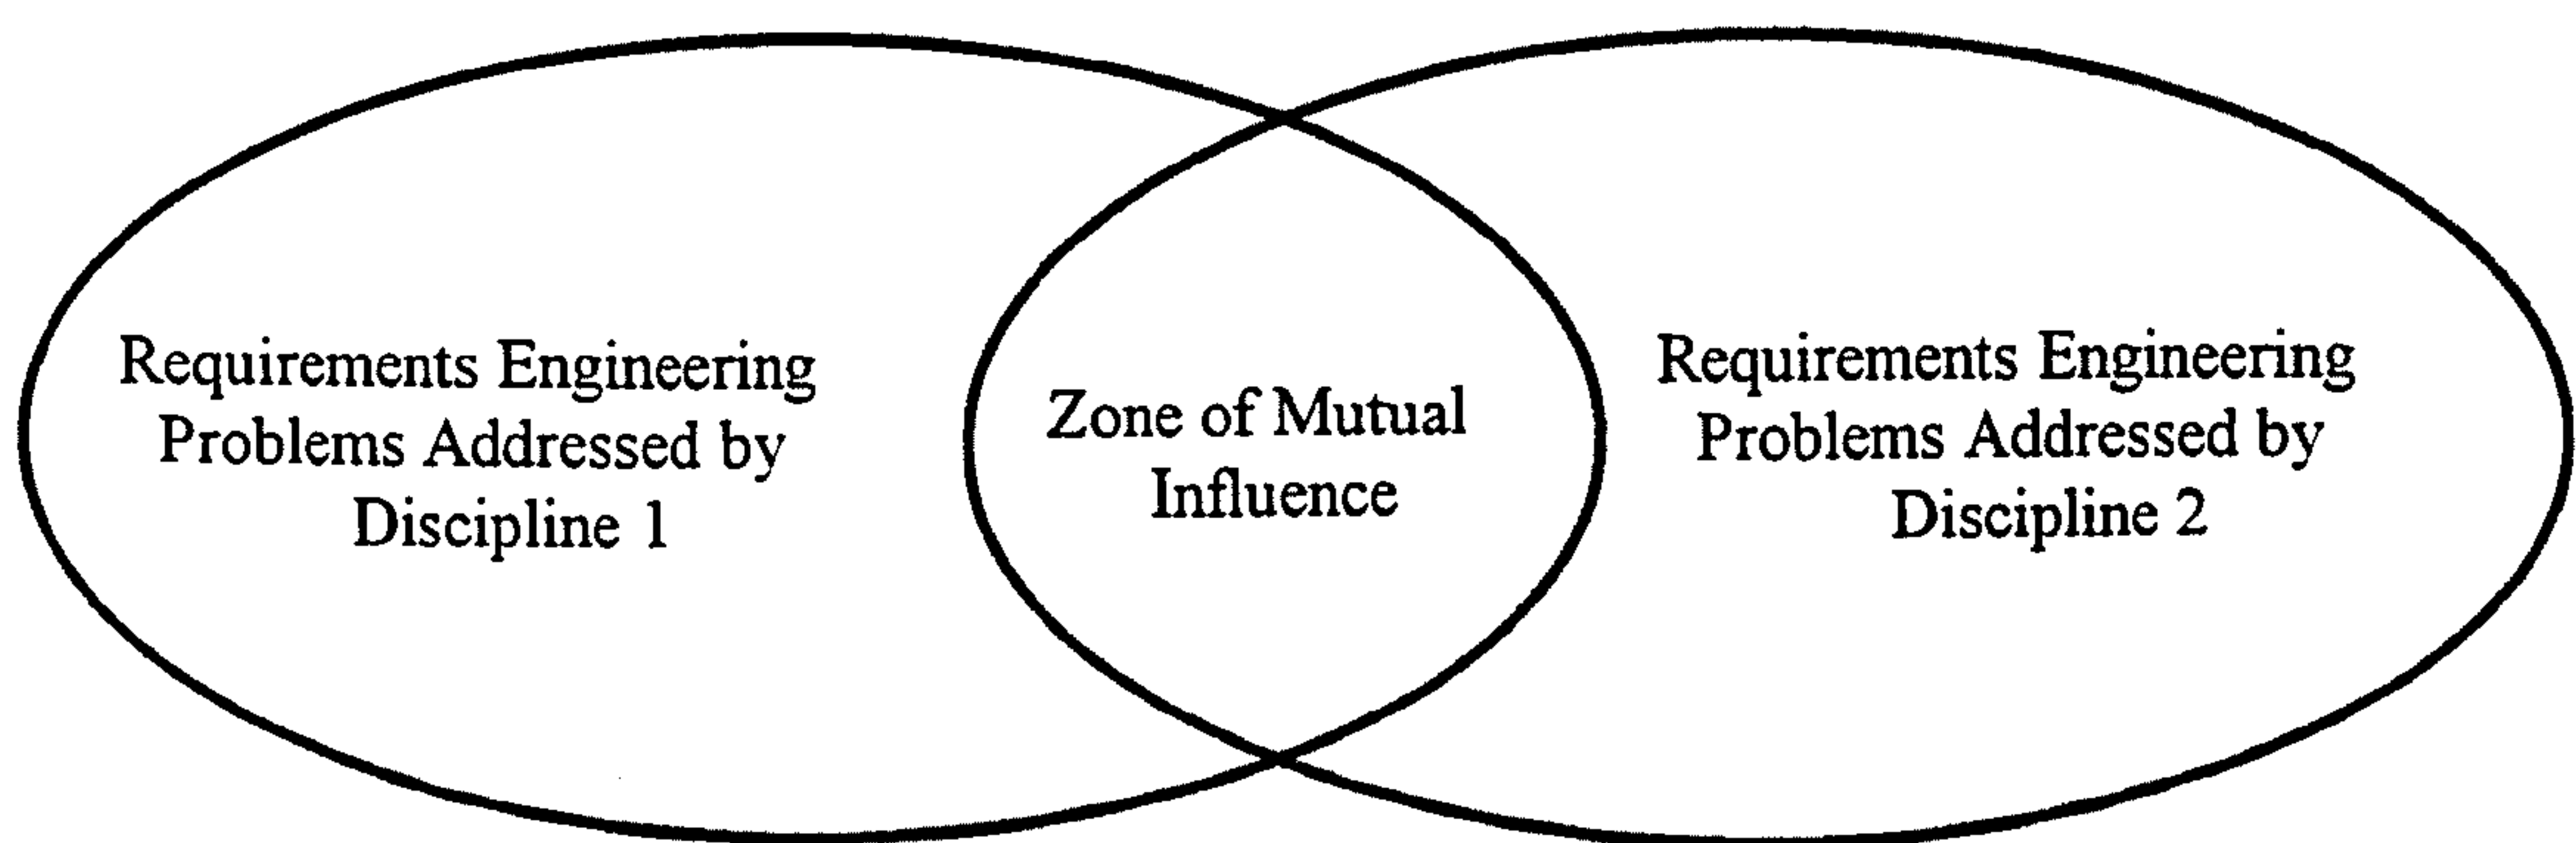 Requirements Engineering
Problems Addressed by
Discipline 1
Zone of Mutual
Influence
Requirements Engineering
Problems Addressed by
Discipline 2